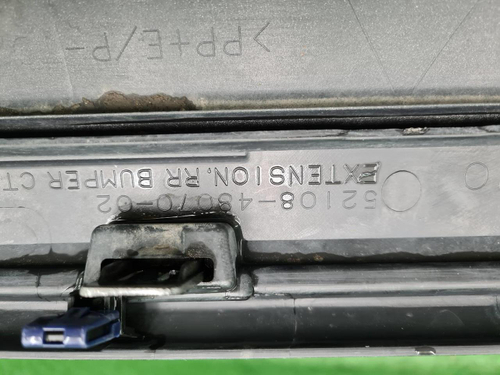 >PP+E/P-
EXTENSION, RR BUMPER CT
52108-48070-02